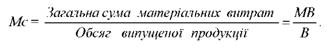 Мс = Загальна сума матеріальних витрат / Обсяг випущеної продукції = МВ / В .